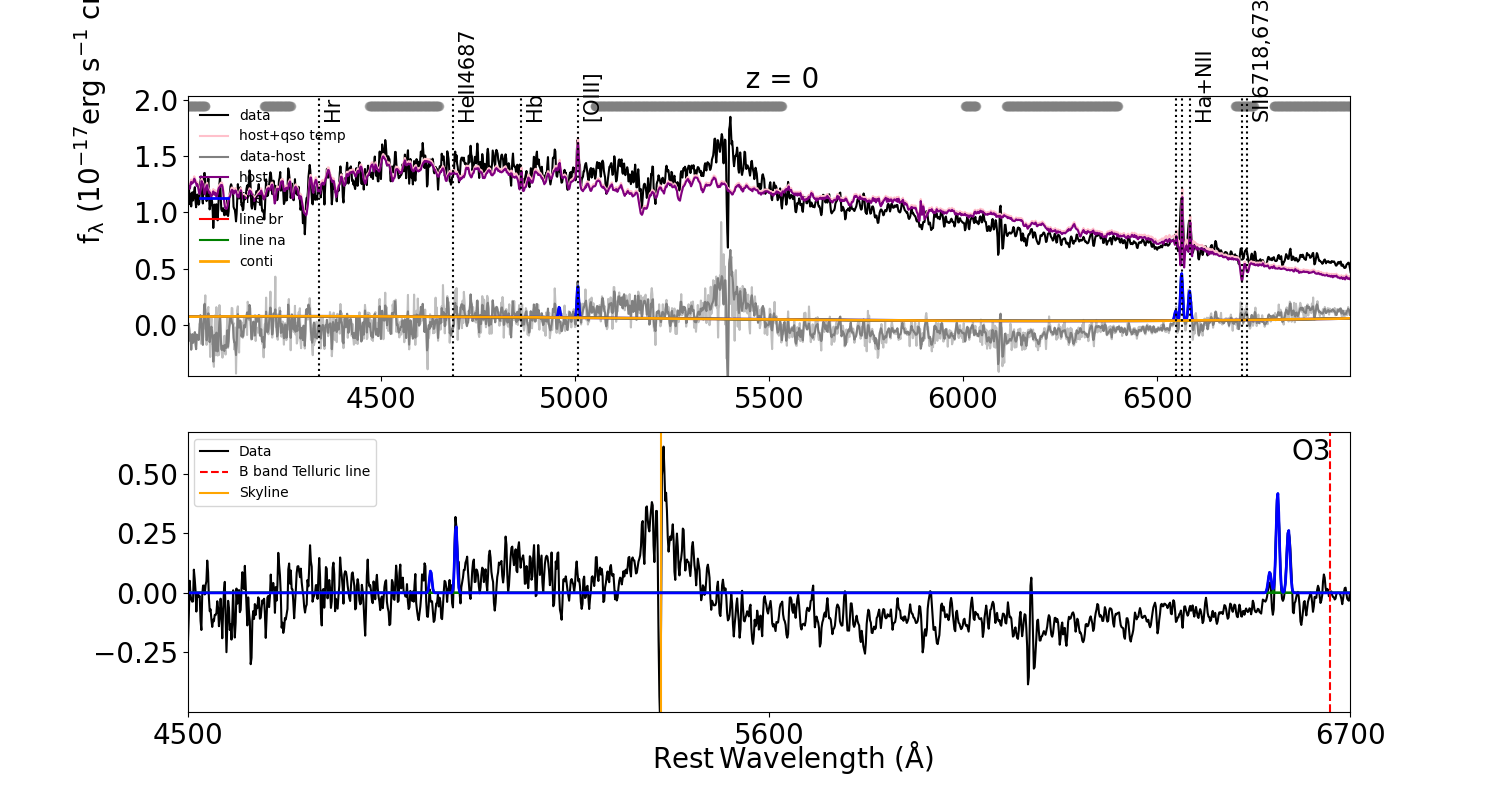 z = 0
f_λ (10^−17 erg s^−1 c
Hr
HeII4687
Hb
[OIII]
Ha+NII
SII6718,673
data
host+qso temp
data-host
host
line br
line na
conti
2.0
1.5
1.0
0.5
0.0
4500 5000 5500 6000 6500
O3
Data
B band Telluric line
Skyline
0.50
0.25
0.00
−0.25
4500 5600 6700
Rest Wavelength (Å)